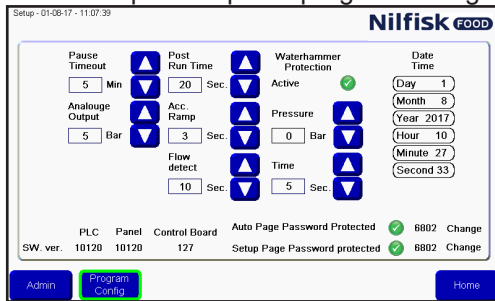 Setup - 01-08-17 - 11:07:39
Nilfisk FOOD
Pause Timeout
5 Min
Analouge Output
5 Bar
Post Run Time
20 Sec.
Acc. Ramp
3 Sec.
Flow detect
10 Sec.
Waterhammer Protection
Active
Pressure
0 Bar
Time
5 Sec.
Date Time
Day 1
Month 8
Year 2017
Hour 10
Minute 27
Second 33
PLC Panel Control Board
SW. ver. 10120 10120 127
Auto Page Password Protected 6802 Change
Setup Page Password protected 6802 Change
Admin
Program Config
Home